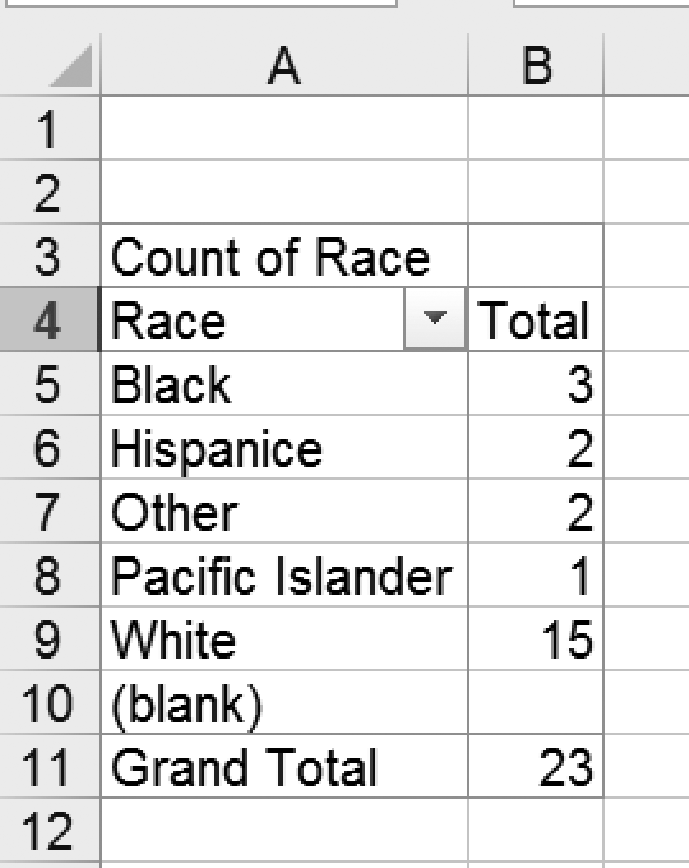 A B
1
2
3 Count of Race
4 Race Total
5 Black 3
6 Hispanice 2
7 Other 2
8 Pacific Islander 1
9 White 15
10 (blank)
11 Grand Total 23
12